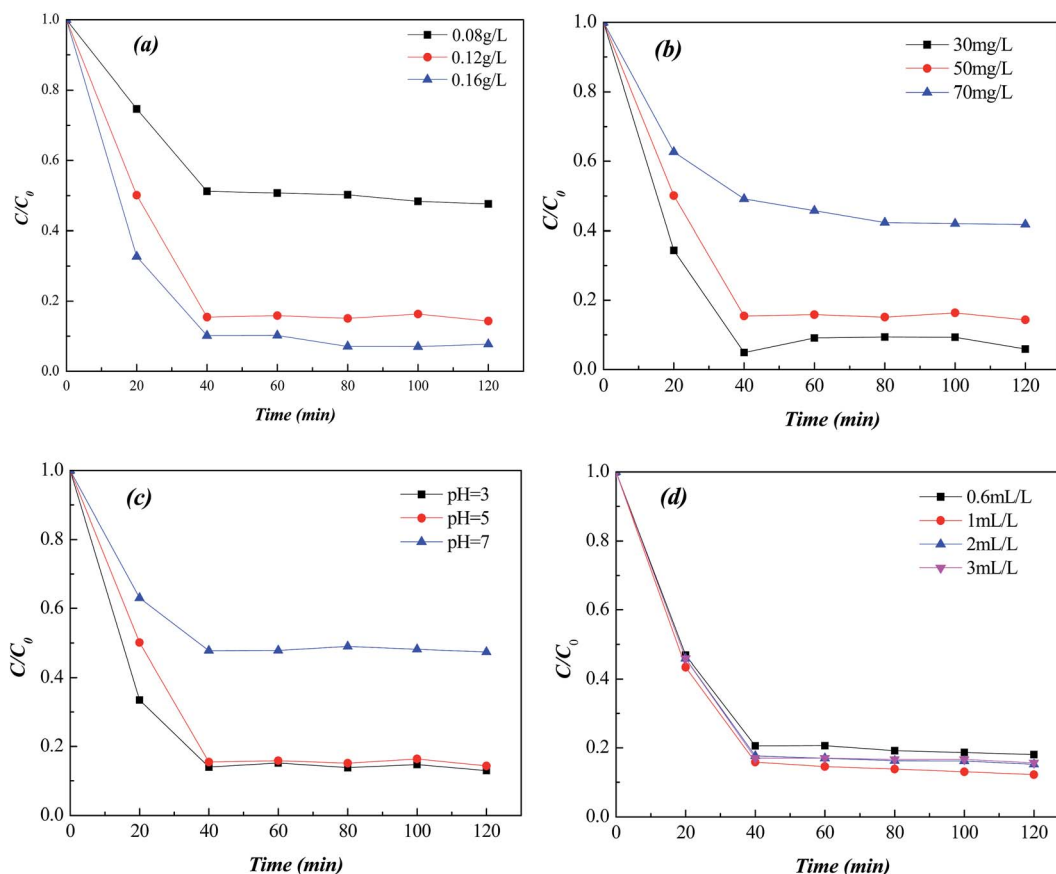 (a)
0.08g/L
0.12g/L
0.16g/L
C/C₀
1.0
0.8
0.6
0.4
0.2
0.0
0 20 40 60 80 100 120
Time (min)
(b)
30mg/L
50mg/L
70mg/L
C/C₀
1.0
0.8
0.6
0.4
0.2
0.0
0 20 40 60 80 100 120
Time (min)
(c)
pH=3
pH=5
pH=7
C/C₀
1.0
0.8
0.6
0.4
0.2
0.0
0 20 40 60 80 100 120
Time (min)
(d)
0.6mL/L
1mL/L
2mL/L
3mL/L
C/C₀
1.0
0.8
0.6
0.4
0.2
0.0
0 20 40 60 80 100 120
Time (min)